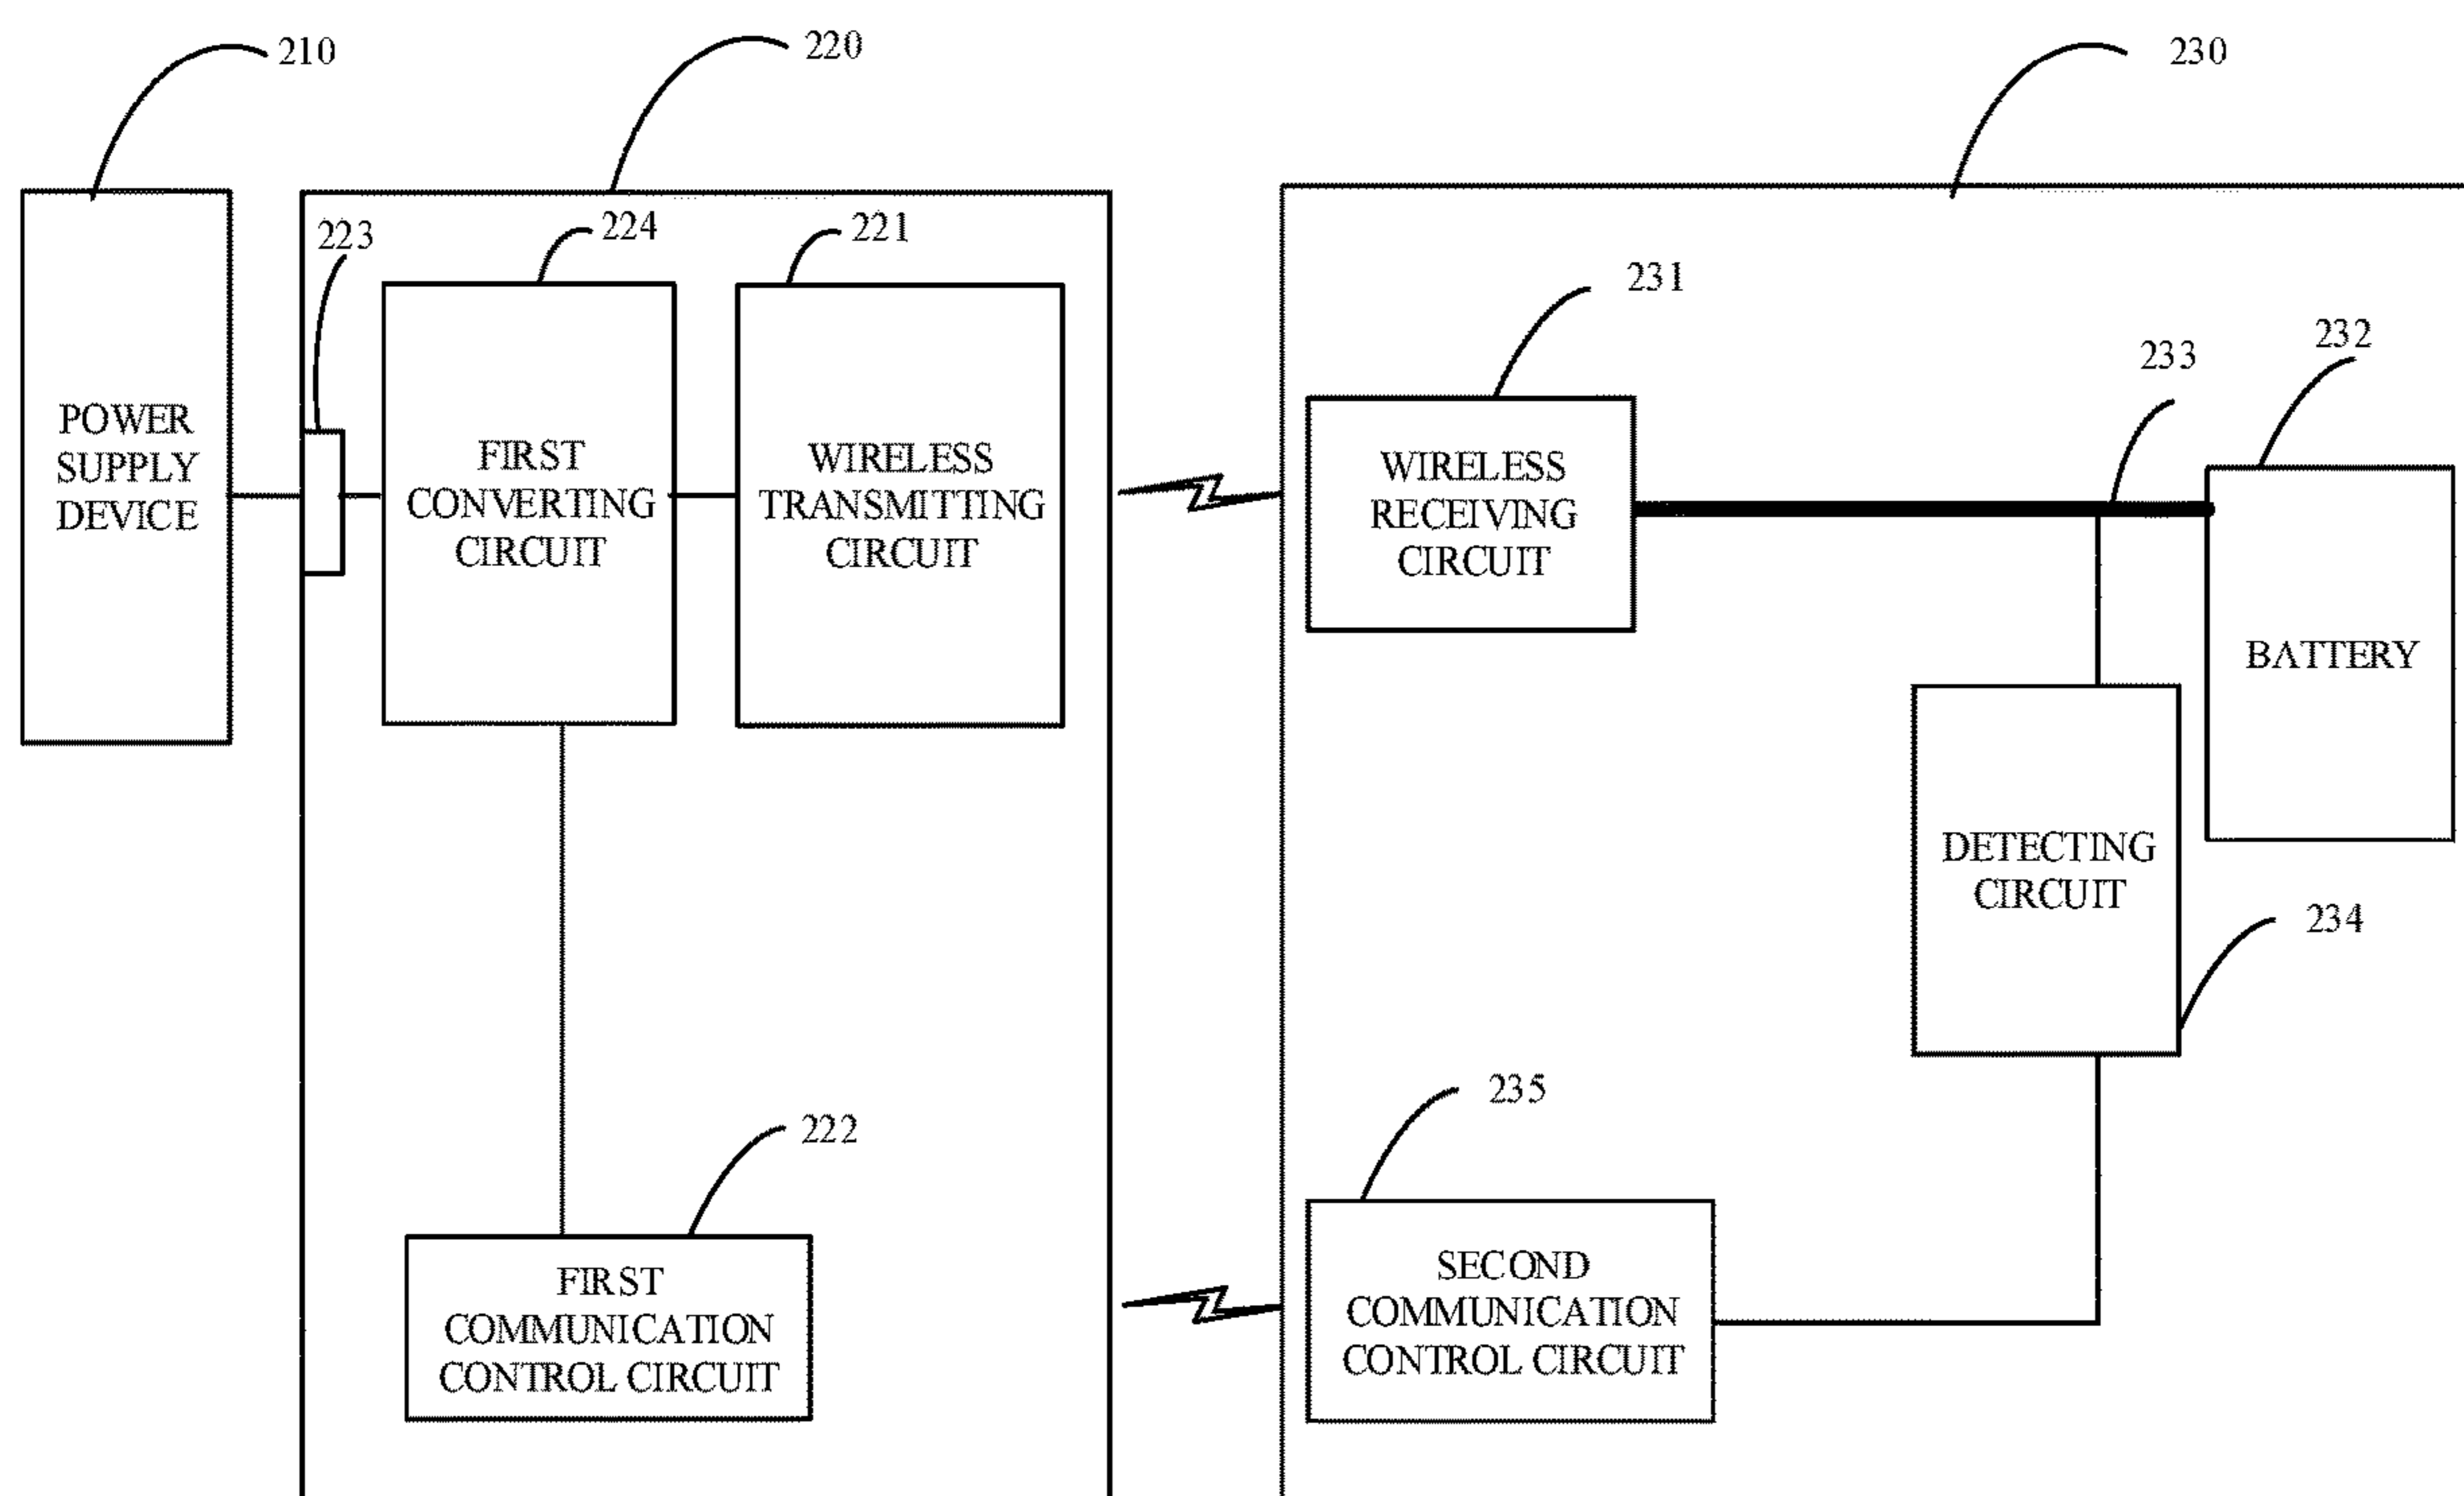 210
220
230
223
224
221
231
233
232
POWER
SUPPLY
DEVICE
FIRST
CONVERTING
CIRCUIT
WIRELESS
TRANSMITTING
CIRCUIT
WIRELESS
RECEIVING
CIRCUIT
BATTERY
DETECTING
CIRCUIT
234
235
222
FIRST
COMMUNICATION
CONTROL CIRCUIT
SECOND
COMMUNICATION
CONTROL CIRCUIT